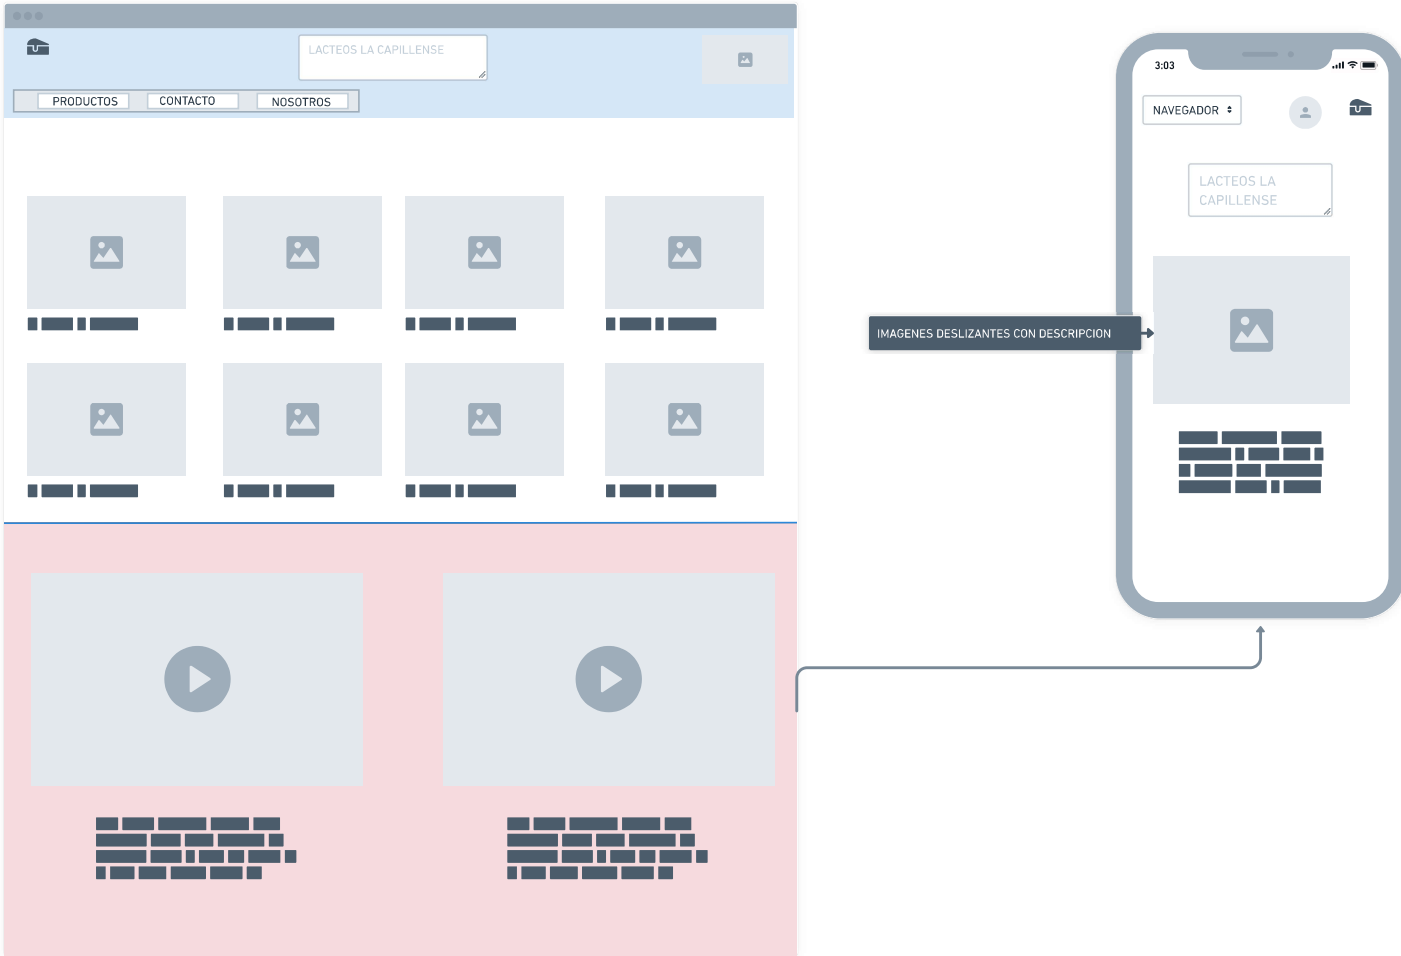 LACTEOS LA CAPILLENSE
PRODUCTOS
CONTACTO
NOSOTROS
3:03
NAVEGADOR
LACTEOS LA
CAPILLENSE
IMAGENES DESLIZANTES CON DESCRIPCION